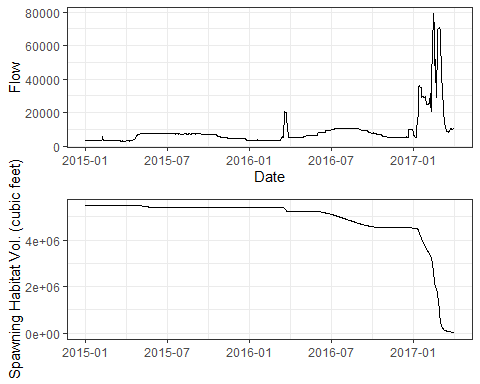 80000
60000
40000
20000
0
Flow
2015-01 2015-07 2016-01 2016-07 2017-01
Date
4e+06
2e+06
0e+00
Spawning Habitat Vol. (cubic feet)
2015-01 2015-07 2016-01 2016-07 2017-01